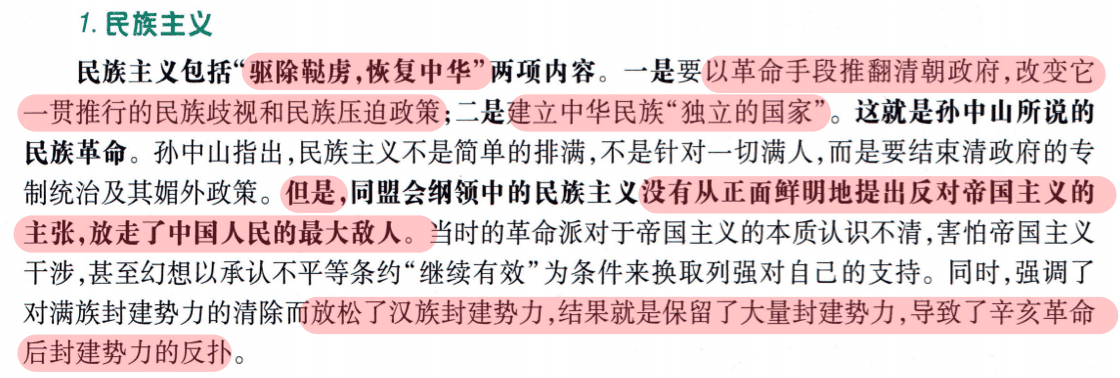 1. 民族主义
民族主义包括“驱除鞑虏,恢复中华”两项内容。一是要以革命手段推翻清朝政府,改变它
一贯推行的民族歧视和民族压迫政策;二是建立中华民族“独立的国家”。这就是孙中山所说的
民族革命。孙中山指出,民族主义不是简单的排满,不是针对一切满人,而是要结束清政府的专
制统治及其媚外政策。但是,同盟会纲领中的民族主义没有从正面鲜明地提出反对帝国主义的
主张,放走了中国人民的最大敌人。当时的革命派对于帝国主义的本质认识不清,害怕帝国主义
干涉,甚至幻想以承认不平等条约“继续有效”为条件来换取列强对自己的支持。同时,强调了
对满族封建势力的清除而放松了汉族封建势力,结果就是保留了大量封建势力,导致了辛亥革命
后封建势力的反扑。